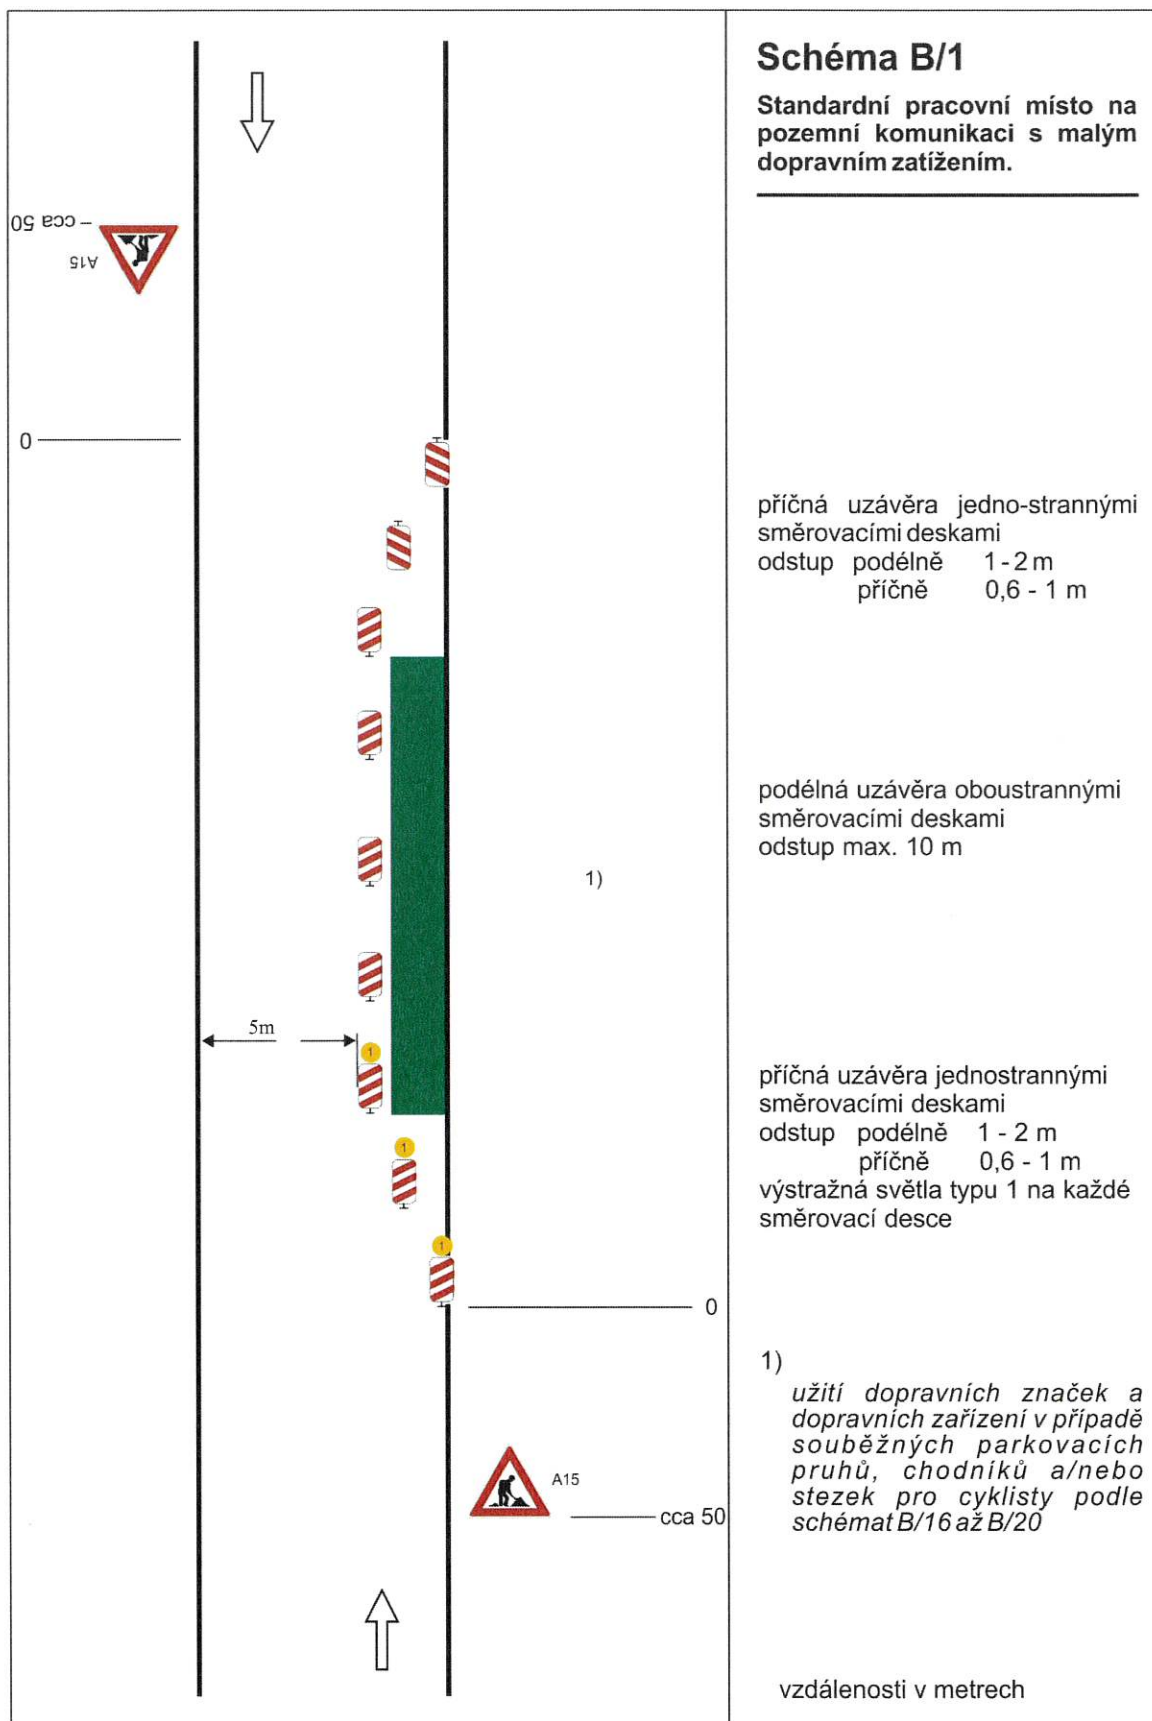 Schéma B/1
Standardní pracovní místo na
pozemní komunikaci s malým
dopravním zatížením.
cca 50
A15
0
příčná uzávěra jedno-strannými
směrovacími deskami
odstup podélně 1 - 2 m
příčně 0,6 - 1 m
podélná uzávěra oboustrannými
směrovacími deskami
odstup max. 10 m
1)
5m
1
příčná uzávěra jednostrannými
směrovacími deskami
odstup podélně 1 - 2 m
příčně 0,6 - 1 m
výstražná světla typu 1 na každé
směrovací desce
1
1
0
1)
užití dopravních značek a
dopravních zařízení v případě
souběžných parkovacích
pruhů, chodníků a/nebo
stezek pro cyklisty podle
schémat B/16 až B/20
A15
cca 50
vzdálenosti v metrech